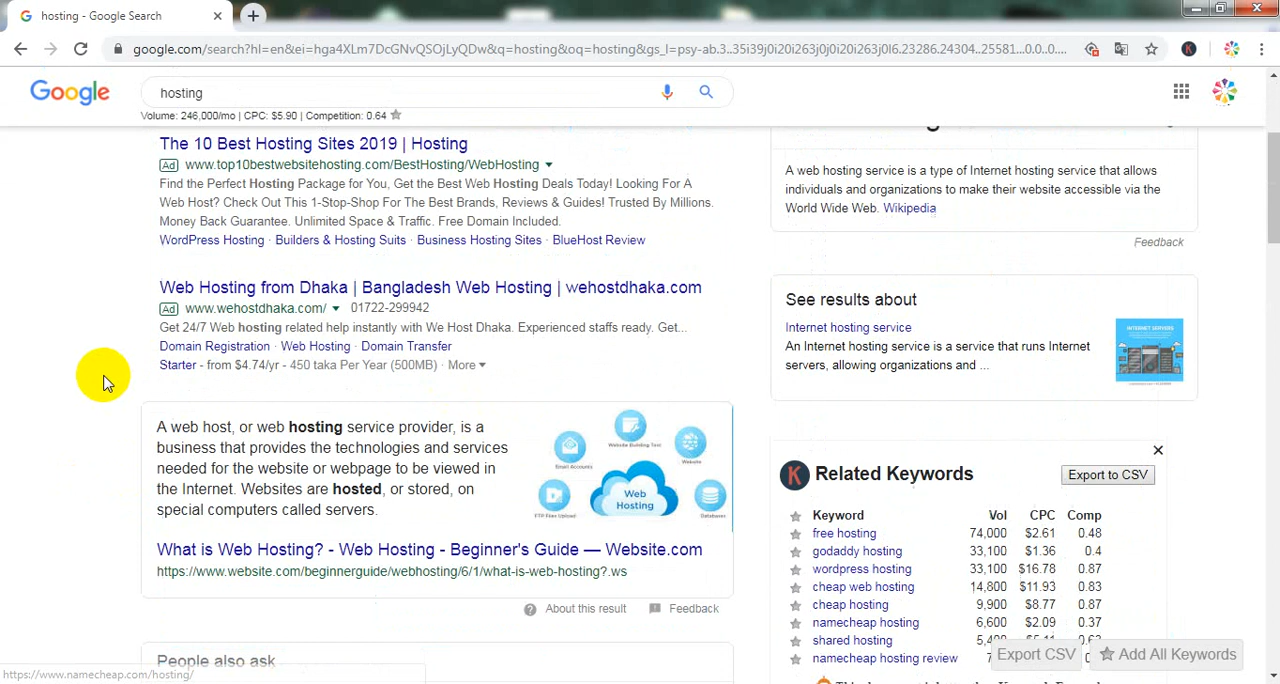 hosting - Google Search
google.com/search?hl=en&ei=hga4XLm7DcGNvQSOjLyQDw&q=hosting&oq=hosting&gs_l=psy-ab.3..35i39j0i20i263j0j0i20i263j0l6.23286.24304..25581...0.0..0....
Google
hosting
Volume: 246,000/mo | CPC: $5.90 | Competition: 0.64
The 10 Best Hosting Sites 2019 | Hosting
Ad www.top10bestwebsitehosting.com/BestHosting/WebHosting
Find the Perfect Hosting Package for You, Get the Best Web Hosting Deals Today! Looking For A
Web Host? Check Out This 1-Stop-Shop For The Best Brands, Reviews & Guides! Trusted By Millions.
Money Back Guarantee. Unlimited Space & Traffic. Free Domain Included.
WordPress Hosting · Builders & Hosting Suits · Business Hosting Sites · BlueHost Review
Web Hosting from Dhaka | Bangladesh Web Hosting | wehostdhaka.com
Ad www.wehostdhaka.com/ 01722-299942
Get 24/7 Web hosting related help instantly with We Host Dhaka. Experienced staffs ready. Get...
Domain Registration · Web Hosting · Domain Transfer
Starter - from $4.74/yr - 450 taka Per Year (500MB) · More
A web host, or web hosting service provider, is a
business that provides the technologies and services
needed for the website or webpage to be viewed in
the Internet. Websites are hosted, or stored, on
special computers called servers.
Website Building Tool
Email Accounts
Website
Web
Hosting
FTP Files Upload
Databases
What is Web Hosting? - Web Hosting - Beginner's Guide — Website.com
https://www.website.com/beginnerguide/webhosting/6/1/what-is-web-hosting?.ws
About this result Feedback
People also ask
https://www.namecheap.com/hosting/
A web hosting service is a type of Internet hosting service that allows
individuals and organizations to make their website accessible via the
World Wide Web. Wikipedia
Feedback
See results about
Internet hosting service
An Internet hosting service is a service that runs Internet
servers, allowing organizations and ...
INTERNET SERVERS
K Related Keywords
Export to CSV
Keyword Vol CPC Comp
free hosting 74,000 $2.61 0.48
godaddy hosting 33,100 $1.36 0.4
wordpress hosting 33,100 $16.78 0.87
cheap web hosting 14,800 $11.93 0.83
cheap hosting 9,900 $8.77 0.87
namecheap hosting 6,600 $2.09 0.37
shared hosting
namecheap hosting review
Export CSV
Add All Keywords